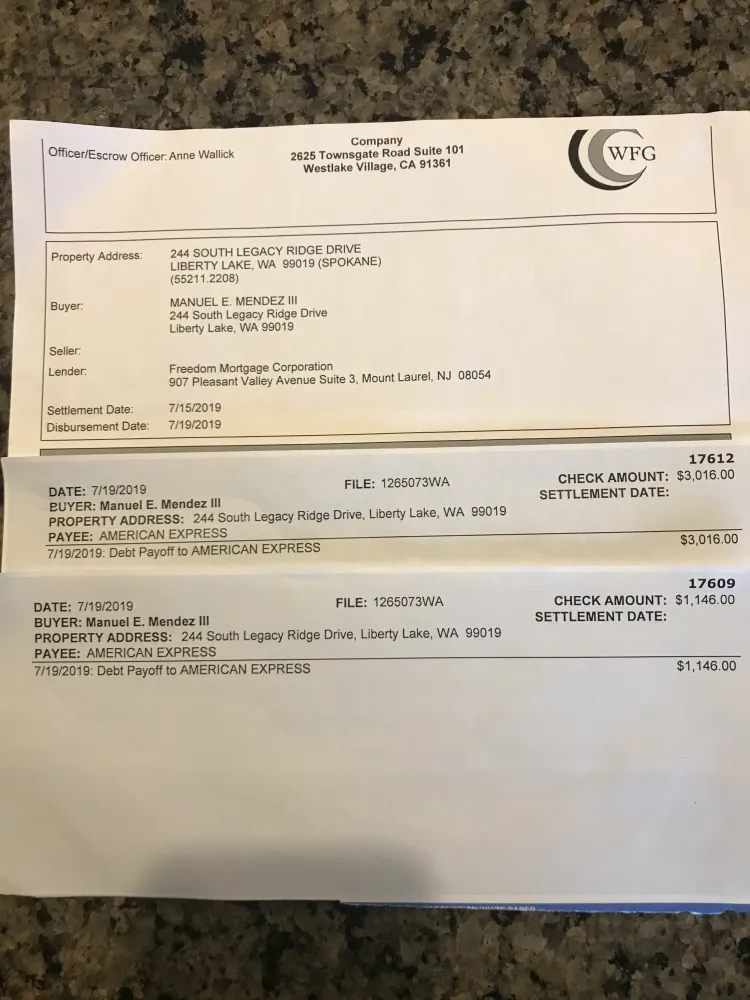 Company
Officer/Escrow Officer: Anne Wallick
2625 Townsgate Road Suite 101
Westlake Village, CA 91361
WFG
Property Address: 244 SOUTH LEGACY RIDGE DRIVE
LIBERTY LAKE, WA 99019 (SPOKANE)
(55211.2208)
Buyer: MANUEL E. MENDEZ III
244 South Legacy Ridge Drive
Liberty Lake, WA 99019
Seller:
Lender: Freedom Mortgage Corporation
907 Pleasant Valley Avenue Suite 3, Mount Laurel, NJ 08054
Settlement Date: 7/15/2019
Disbursement Date: 7/19/2019
17612
DATE: 7/19/2019 FILE: 1265073WA CHECK AMOUNT: $3,016.00
BUYER: Manuel E. Mendez III SETTLEMENT DATE:
PROPERTY ADDRESS: 244 South Legacy Ridge Drive, Liberty Lake, WA 99019
PAYEE: AMERICAN EXPRESS
7/19/2019: Debt Payoff to AMERICAN EXPRESS $3,016.00
17609
DATE: 7/19/2019 FILE: 1265073WA CHECK AMOUNT: $1,146.00
BUYER: Manuel E. Mendez III SETTLEMENT DATE:
PROPERTY ADDRESS: 244 South Legacy Ridge Drive, Liberty Lake, WA 99019
PAYEE: AMERICAN EXPRESS
7/19/2019: Debt Payoff to AMERICAN EXPRESS $1,146.00